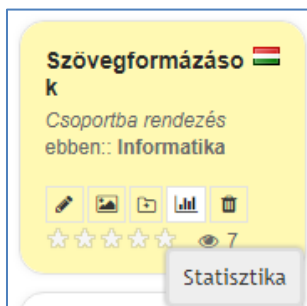 Szövegformázáso
k
Csoportba rendezés
ebben:: Informatika
7
Statisztika